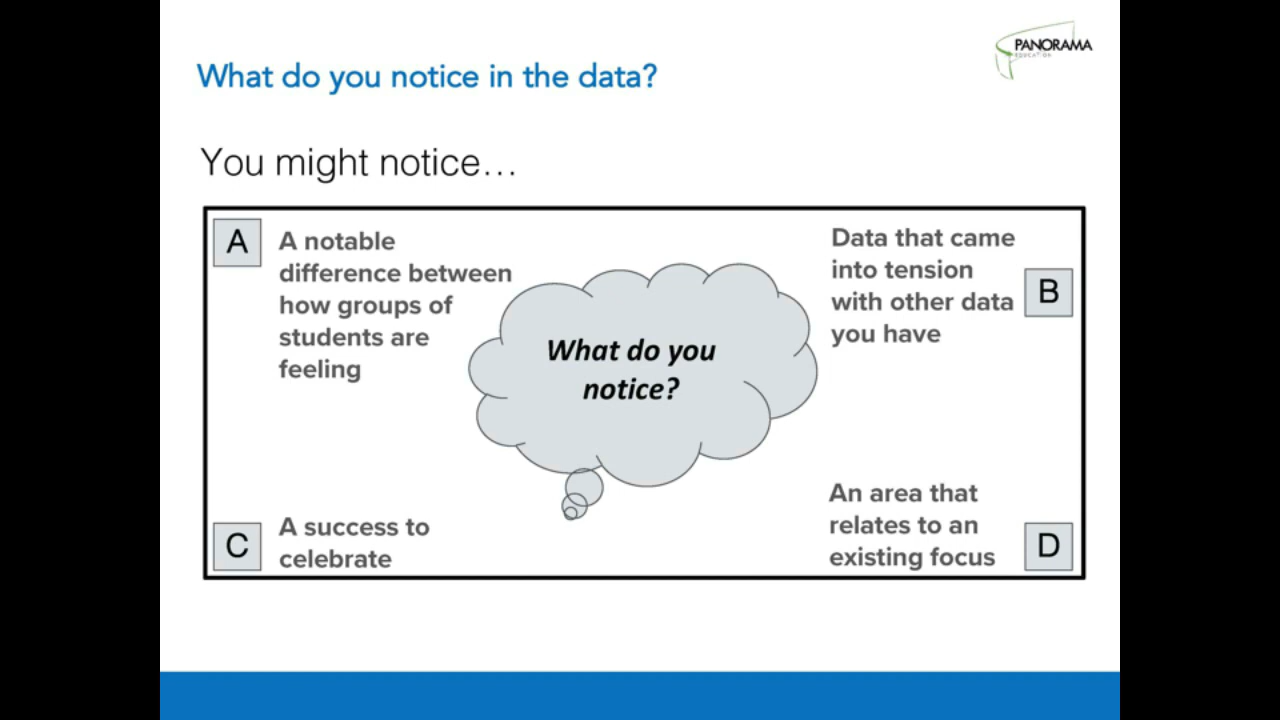 PANORAMA
EDUCATION
What do you notice in the data?
You might notice…
A
A notable
difference between
how groups of
students are
feeling
Data that came
into tension
with other data
you have
B
What do you
notice?
C
A success to
celebrate
An area that
relates to an
existing focus
D